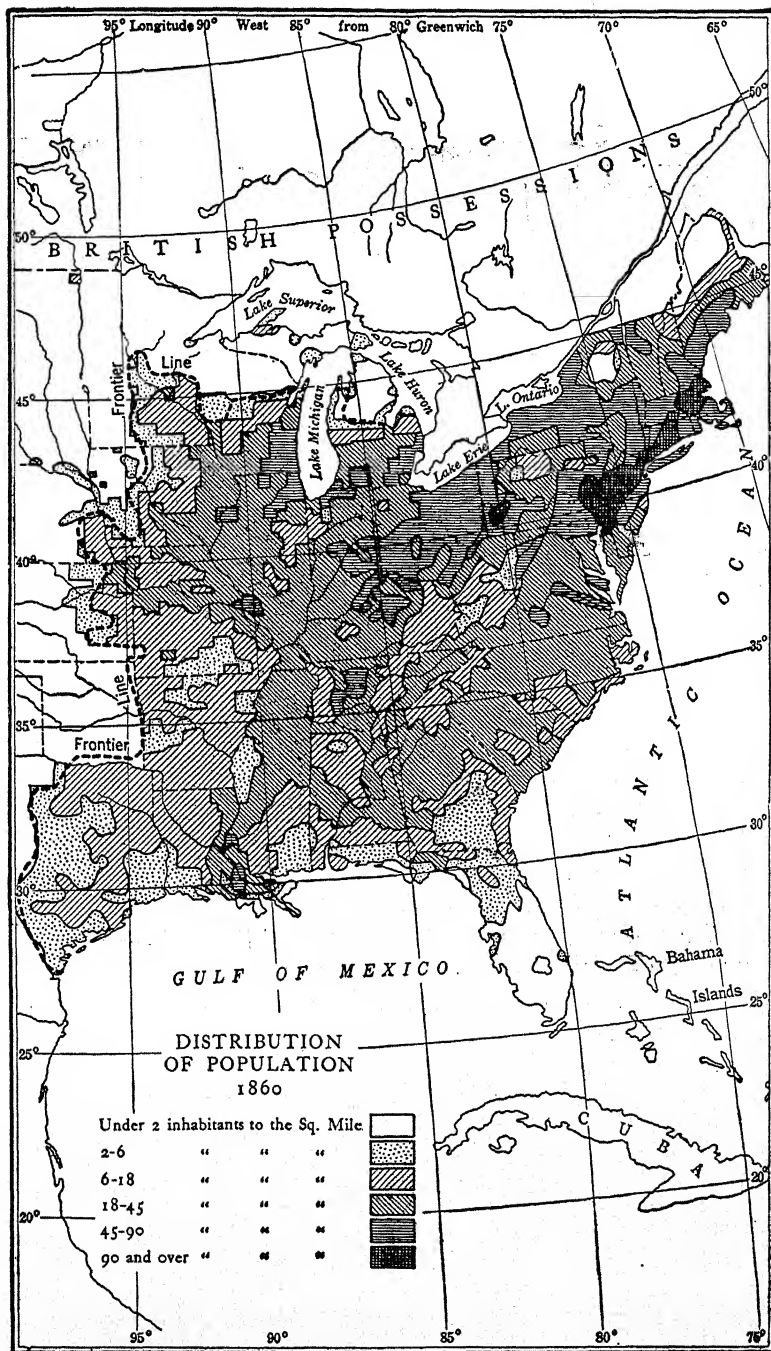 95° Longitude 90° West from 80° Greenwich 75° 70° 65°
50°
45°
BRITISH POSSESSIONS
50°
Lake Superior
Line
Frontier
45°
Lake Michigan
Lake Huron
L. Ontario
Lake Erie
40°
40°
ATLANTIC OCEAN
35°
Line
35°
Frontier
30°
30°
GULF OF MEXICO
Bahama
Islands
25°
25°
DISTRIBUTION
OF POPULATION
1860
Under 2 inhabitants to the Sq. Mile
2-6 " " "
6-18 " " "
18-45 " " "
45-90 " " "
90 and over " " "
CUBA
20°
20°
95° 90° 85° 80° 75°